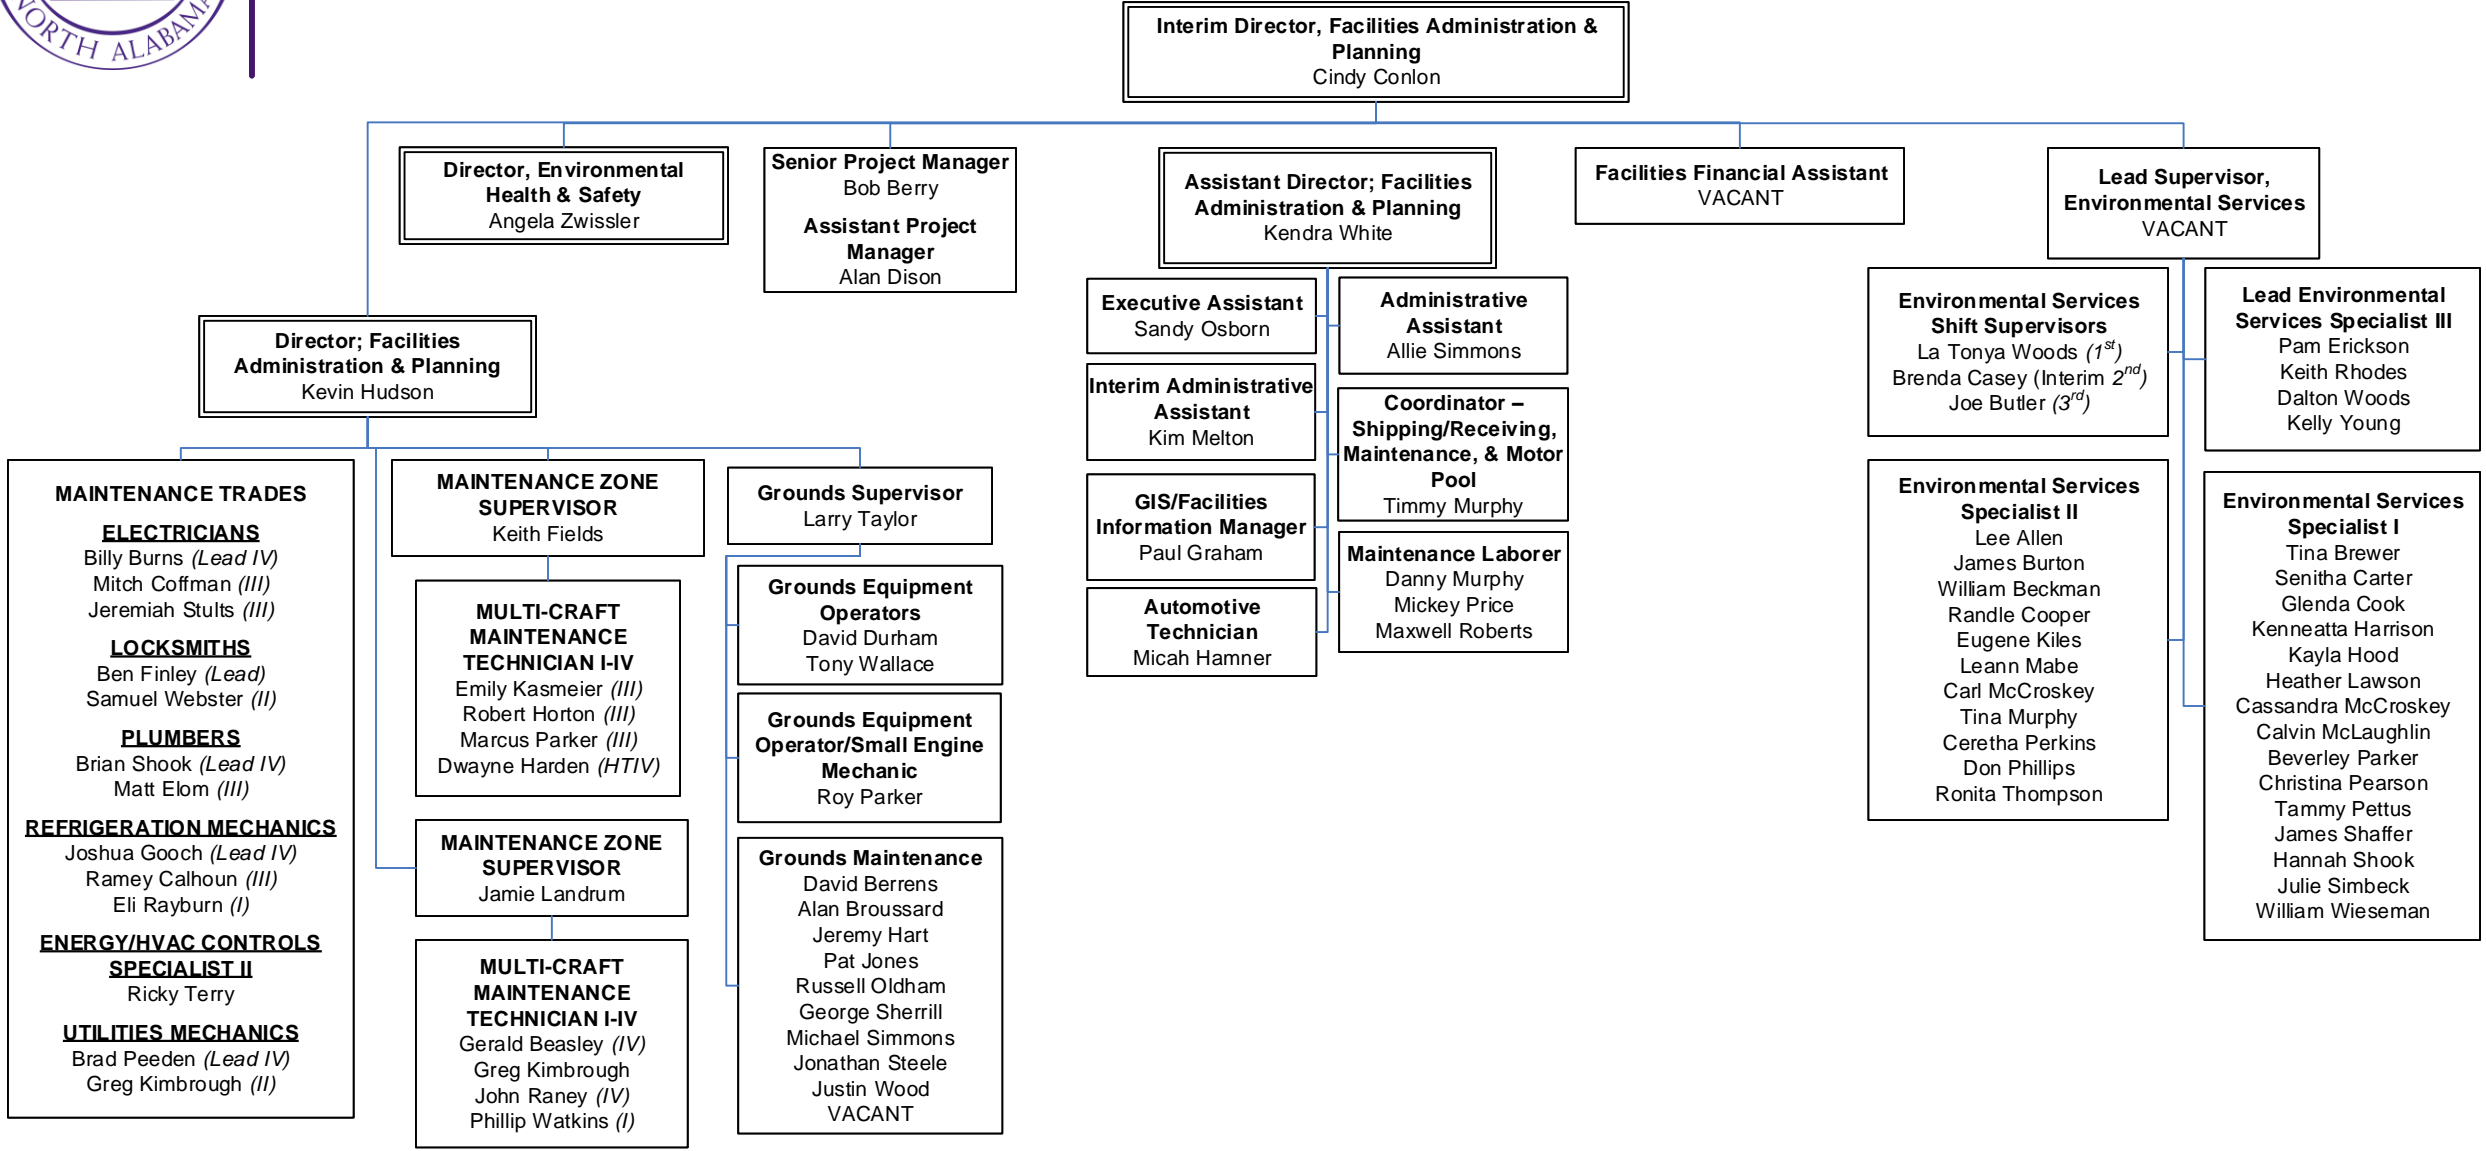 NORTH ALABAMA
Interim Director, Facilities Administration &
Planning
Cindy Conlon
Director, Environmental
Health & Safety
Angela Zwissler
Senior Project Manager
Bob Berry
Assistant Project
Manager
Alan Dison
Assistant Director; Facilities
Administration & Planning
Kendra White
Facilities Financial Assistant
VACANT
Lead Supervisor,
Environmental Services
VACANT
Director; Facilities
Administration & Planning
Kevin Hudson
MAINTENANCE TRADES
ELECTRICIANS
Billy Burns (Lead IV)
Mitch Coffman (III)
Jeremiah Stults (III)
LOCKSMITHS
Ben Finley (Lead)
Samuel Webster (II)
PLUMBERS
Brian Shook (Lead IV)
Matt Elom (III)
REFRIGERATION MECHANICS
Joshua Gooch (Lead IV)
Ramey Calhoun (III)
Eli Rayburn (I)
ENERGY/HVAC CONTROLS
SPECIALIST II
Ricky Terry
UTILITIES MECHANICS
Brad Peeden (Lead IV)
Greg Kimbrough (II)
MAINTENANCE ZONE
SUPERVISOR
Keith Fields
MULTI-CRAFT
MAINTENANCE
TECHNICIAN I-IV
Emily Kasmeier (III)
Robert Horton (III)
Marcus Parker (III)
Dwayne Harden (HTIV)
MAINTENANCE ZONE
SUPERVISOR
Jamie Landrum
MULTI-CRAFT
MAINTENANCE
TECHNICIAN I-IV
Gerald Beasley (IV)
Greg Kimbrough
John Raney (IV)
Phillip Watkins (I)
Grounds Supervisor
Larry Taylor
Grounds Equipment
Operators
David Durham
Tony Wallace
Grounds Equipment
Operator/Small Engine
Mechanic
Roy Parker
Grounds Maintenance
David Berrens
Alan Broussard
Jeremy Hart
Pat Jones
Russell Oldham
George Sherrill
Michael Simmons
Jonathan Steele
Justin Wood
VACANT
Executive Assistant
Sandy Osborn
Interim Administrative
Assistant
Kim Melton
GIS/Facilities
Information Manager
Paul Graham
Automotive
Technician
Micah Hamner
Administrative
Assistant
Allie Simmons
Coordinator –
Shipping/Receiving,
Maintenance, & Motor
Pool
Timmy Murphy
Maintenance Laborer
Danny Murphy
Mickey Price
Maxwell Roberts
Environmental Services
Shift Supervisors
La Tonya Woods (1st)
Brenda Casey (Interim 2nd)
Joe Butler (3rd)
Environmental Services
Specialist II
Lee Allen
James Burton
William Beckman
Randle Cooper
Eugene Kiles
Leann Mabe
Carl McCroskey
Tina Murphy
Ceretha Perkins
Don Phillips
Ronita Thompson
Lead Environmental
Services Specialist III
Pam Erickson
Keith Rhodes
Dalton Woods
Kelly Young
Environmental Services
Specialist I
Tina Brewer
Senitha Carter
Glenda Cook
Kenneatta Harrison
Kayla Hood
Heather Lawson
Cassandra McCroskey
Calvin McLaughlin
Beverley Parker
Christina Pearson
Tammy Pettus
James Shaffer
Hannah Shook
Julie Simbeck
William Wieseman